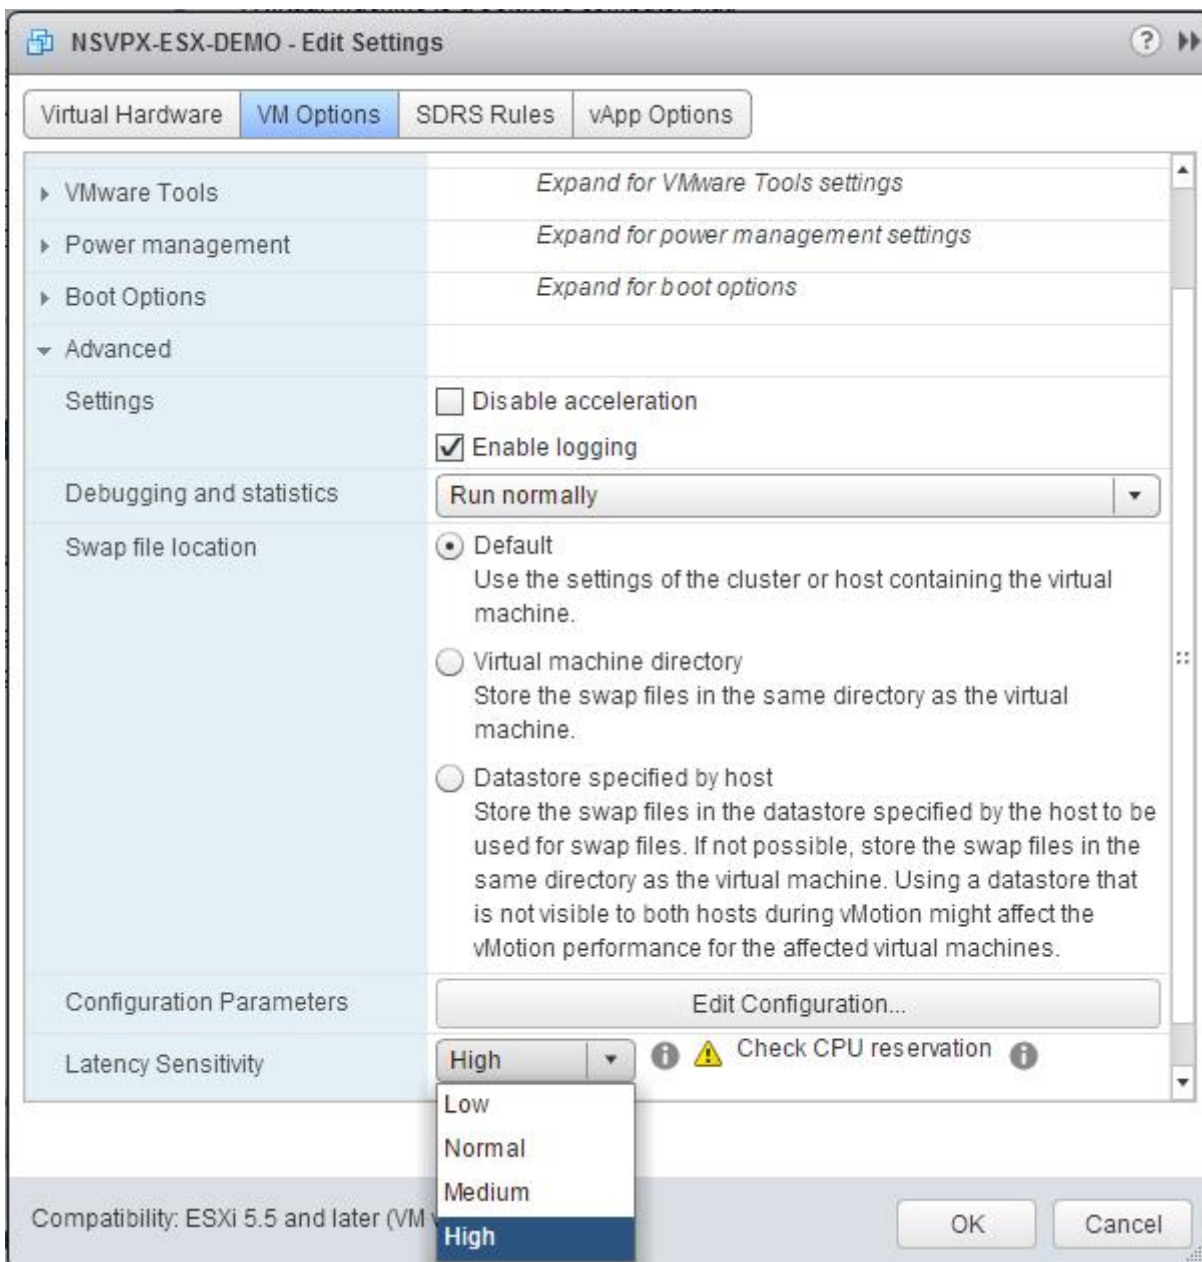 NSVPX-ESX-DEMO - Edit Settings
?
Virtual Hardware
VM Options
SDRS Rules
vApp Options
VMware Tools
Expand for VMware Tools settings
Power management
Expand for power management settings
Boot Options
Expand for boot options
Advanced
Settings
Disable acceleration
Enable logging
Debugging and statistics
Run normally
Swap file location
Default
Use the settings of the cluster or host containing the virtual
machine.
Virtual machine directory
Store the swap files in the same directory as the virtual
machine.
Datastore specified by host
Store the swap files in the datastore specified by the host to be
used for swap files. If not possible, store the swap files in the
same directory as the virtual machine. Using a datastore that
is not visible to both hosts during vMotion might affect the
vMotion performance for the affected virtual machines.
Configuration Parameters
Edit Configuration...
Latency Sensitivity
High
Check CPU reservation
Low
Normal
Medium
High
Compatibility: ESXi 5.5 and later (VM
OK
Cancel